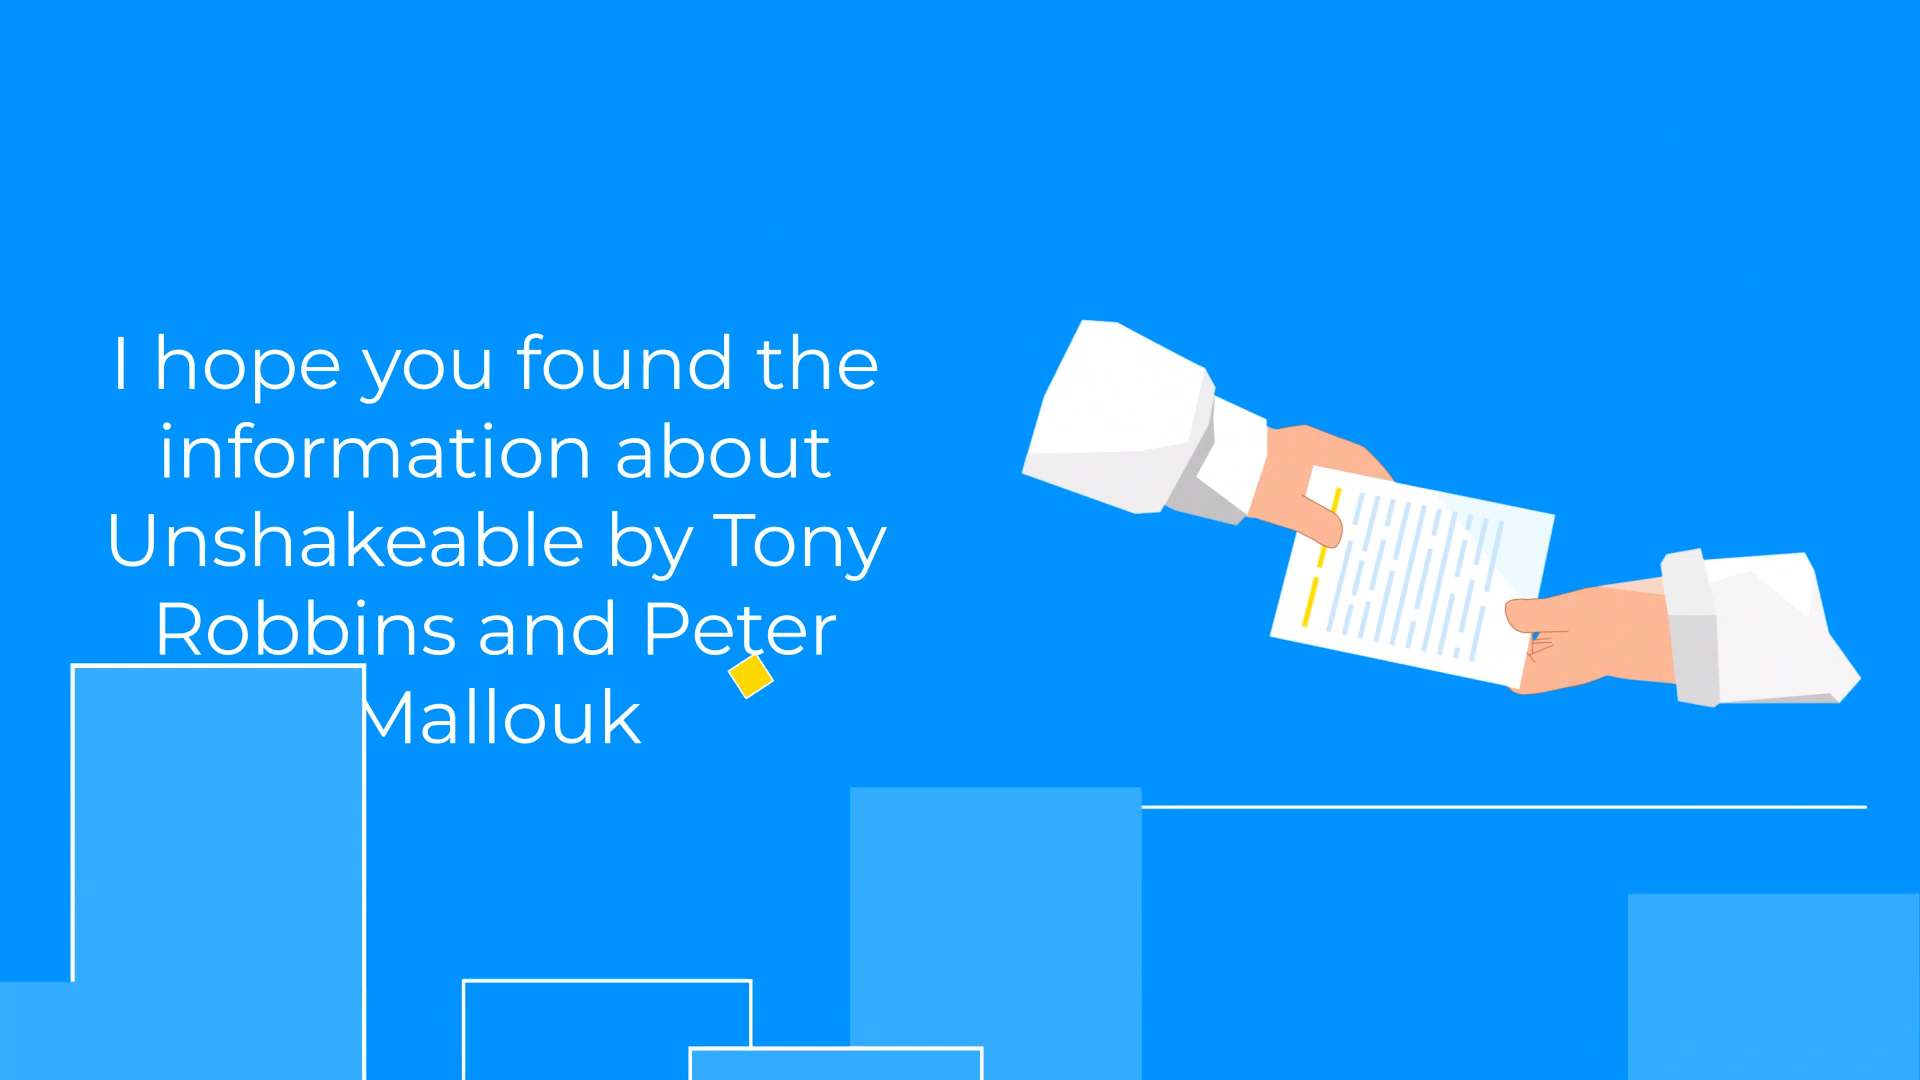 I hope you found the
information about
Unshakeable by Tony
Robbins and Peter
Mallouk